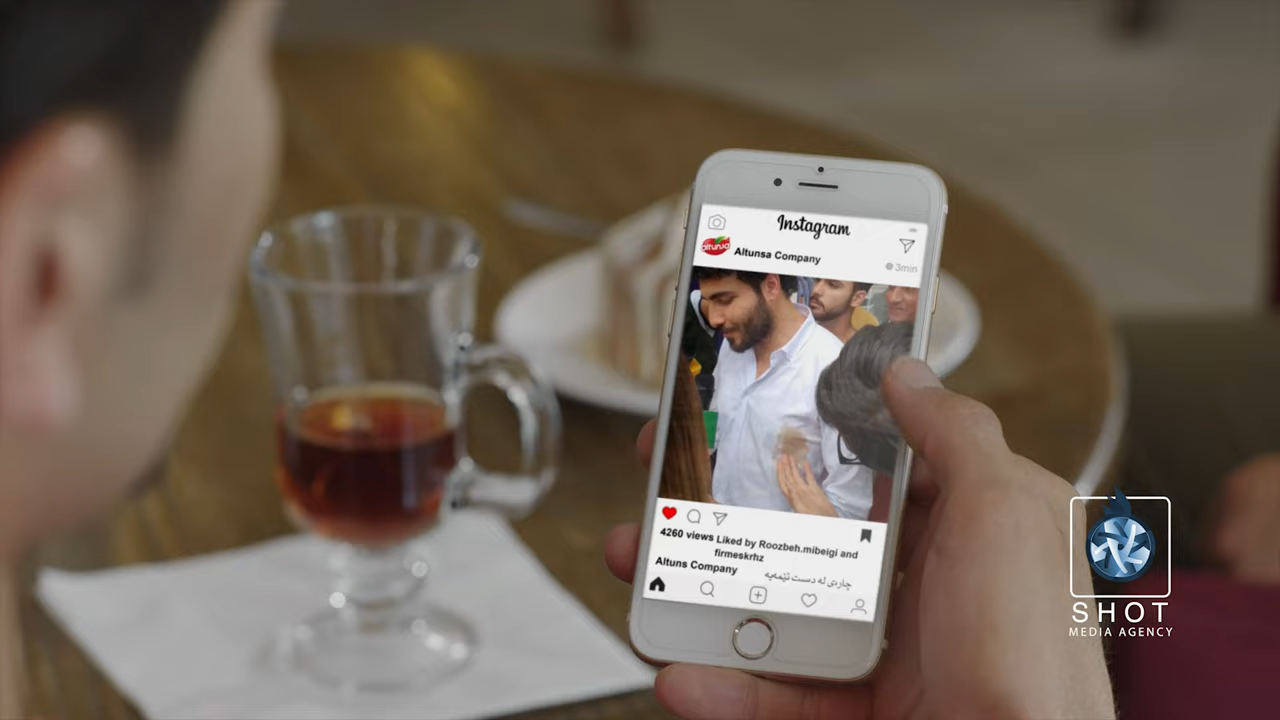 Instagram
altunsa
Altunsa Company
3min
4260 views Liked by Roozbeh.mibeigi and
firmeskrhz
Altuns Company
چارەی لە دەست ئێمەیە
SHOT
MEDIA AGENCY